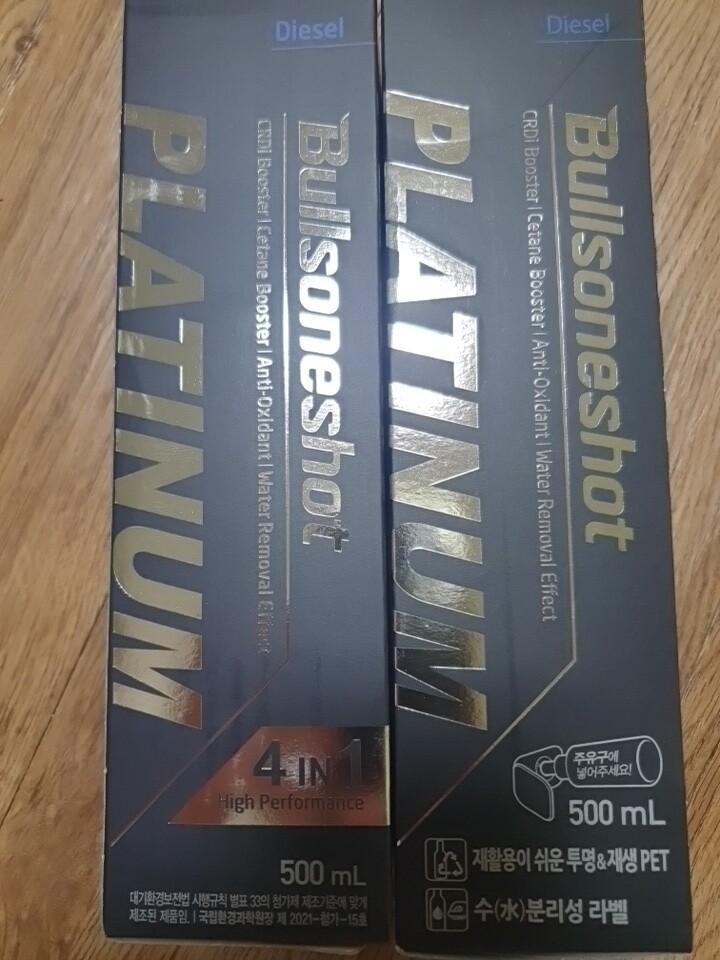 Diesel
Bullsoneshot
CRDi Booster | Cetane Booster | Anti-Oxidant | Water Removal Effect
PLATINUM
4 IN 1
High Performance
500 mL
대기환경보전법 시행규칙 별표 33의 첨가제 제조기준에 맞게
제조된 제품임. | 국립환경과학원장 제 2021-첨가-15호
Diesel
Bullsoneshot
CRDi Booster | Cetane Booster | Anti-Oxidant | Water Removal Effect
PLATINUM
주유구에
넣어주세요!
500 mL
재활용이 쉬운 투명&재생 PET
수(水)분리성 라벨